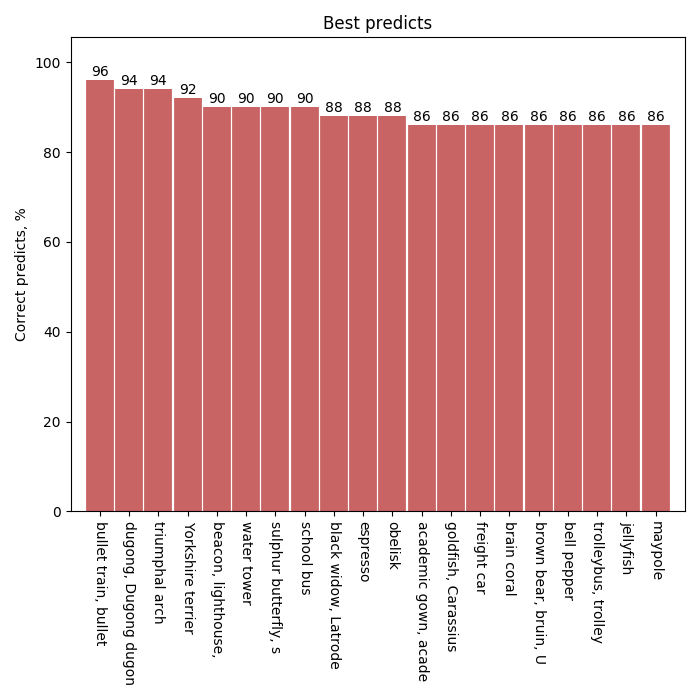 Best predicts
Correct predicts, %
100
80
60
40
20
0
96
94
94
92
90
90
90
90
88
88
88
86
86
86
86
86
86
86
86
86
bullet train, bullet
dugong, Dugong dugon
triumphal arch
Yorkshire terrier
beacon, lighthouse,
water tower
sulphur butterfly, s
school bus
black widow, Latrode
espresso
obelisk
academic gown, acade
goldfish, Carassius
freight car
brain coral
brown bear, bruin, U
bell pepper
trolleybus, trolley
jellyfish
maypole